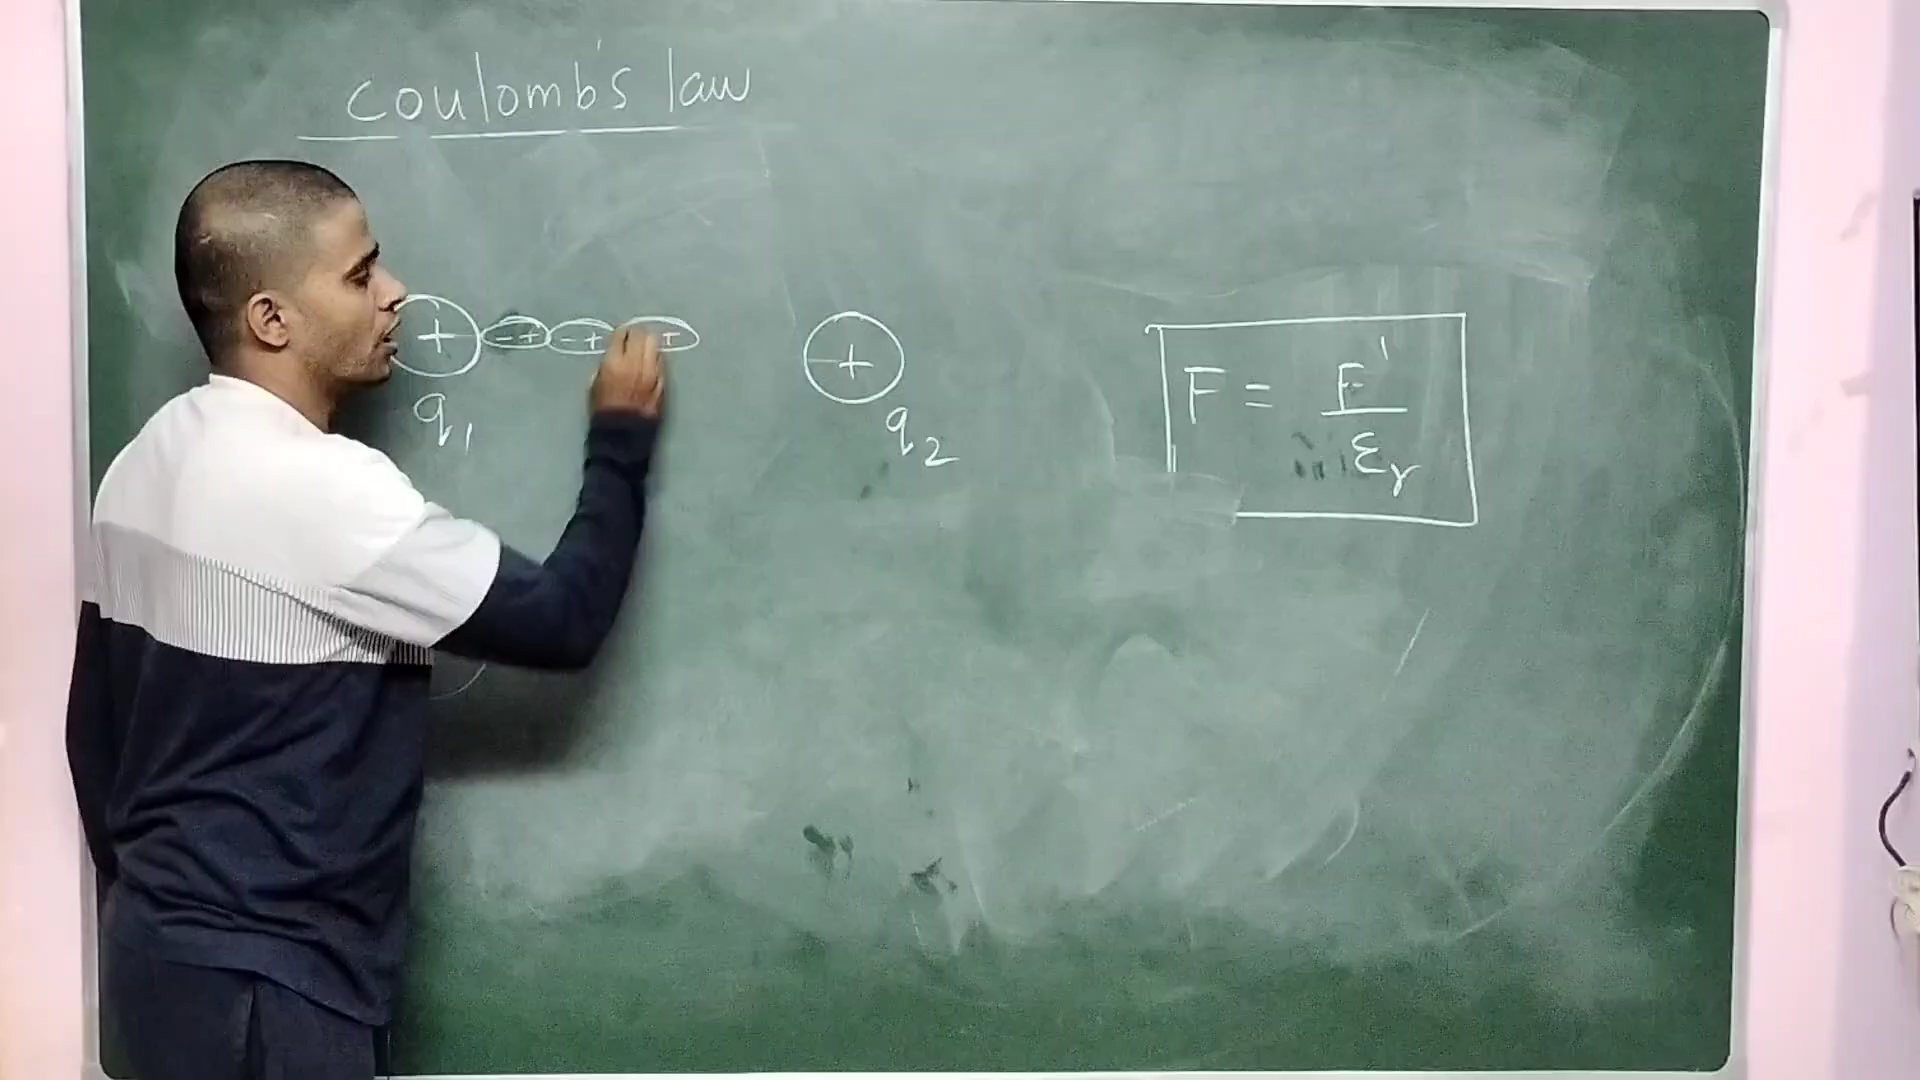 coulomb's law
+ - + - + +
+
q1
q2
F = F' / εr